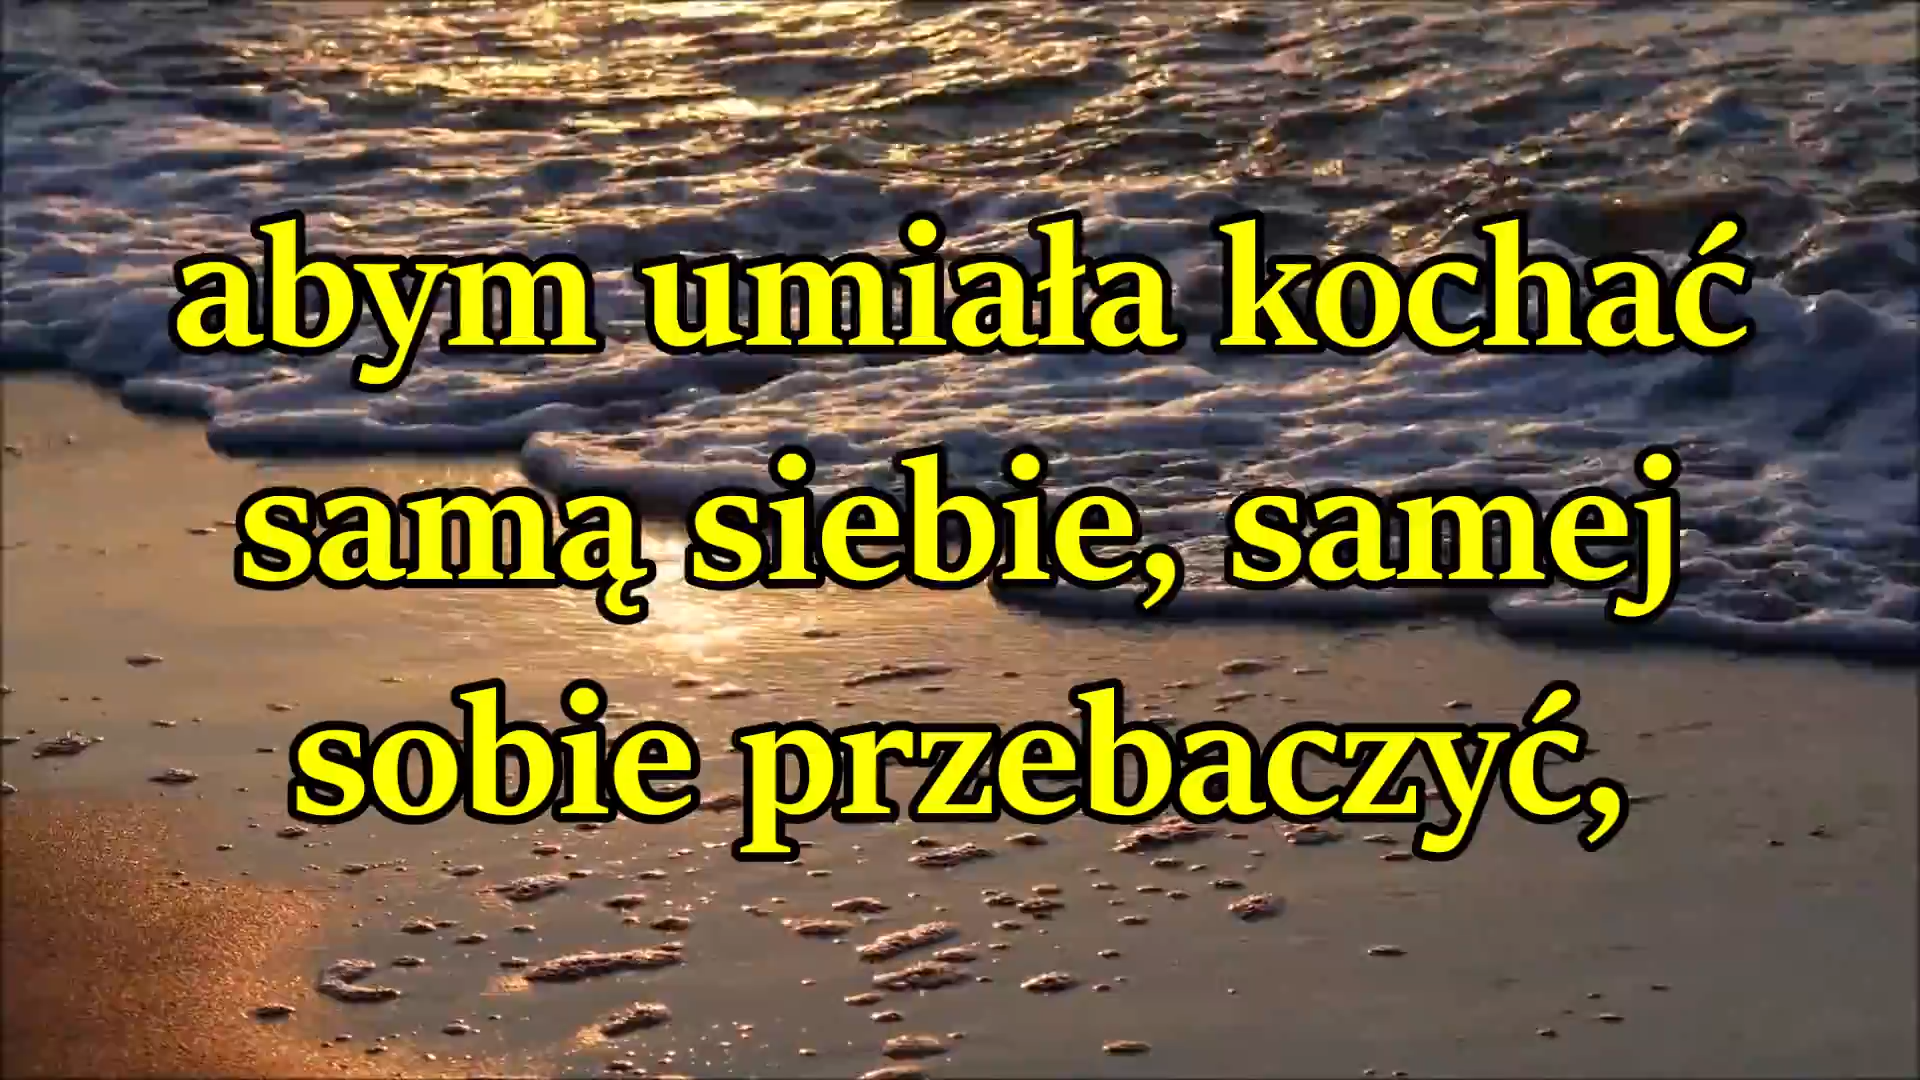 abym umiała kochać
samą siebie, samej
sobie przebaczyć,